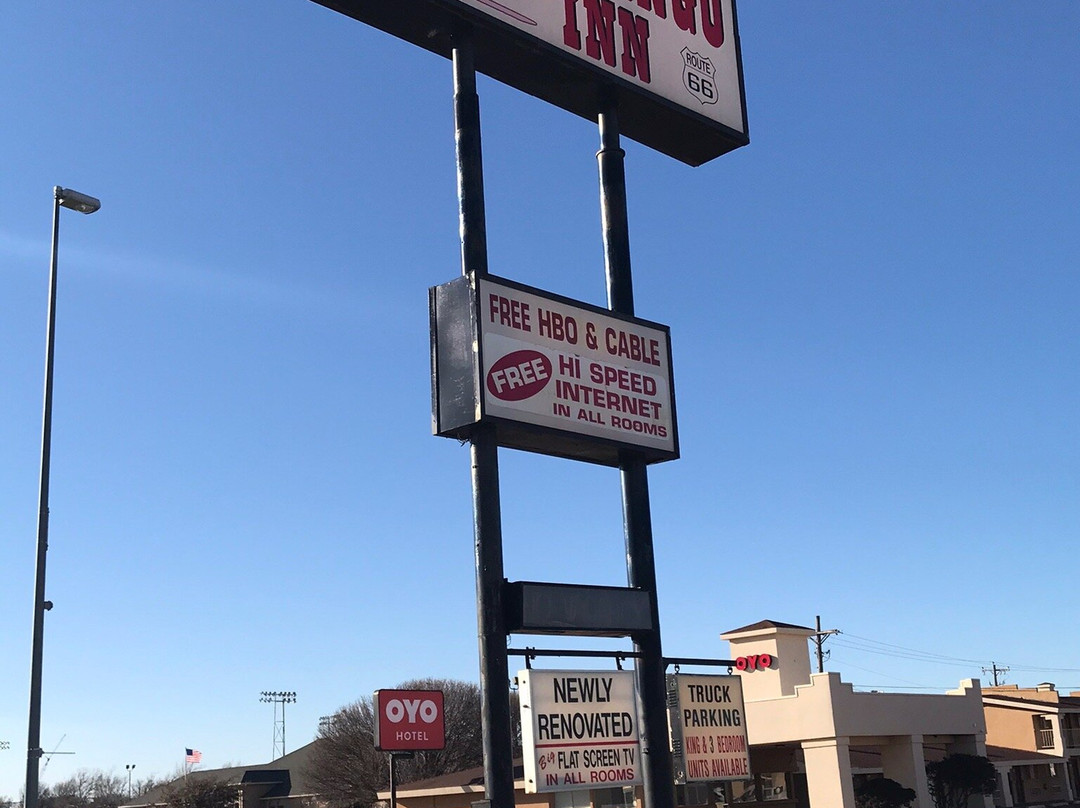 INN
ROUTE
66
FREE HBO & CABLE
FREE
HI SPEED
INTERNET
IN ALL ROOMS
OYO
OYO
HOTEL
NEWLY
RENOVATED
Big FLAT SCREEN TV
IN ALL ROOMS
TRUCK
PARKING
KING & 3 BEDROOM
UNITS AVAILABLE